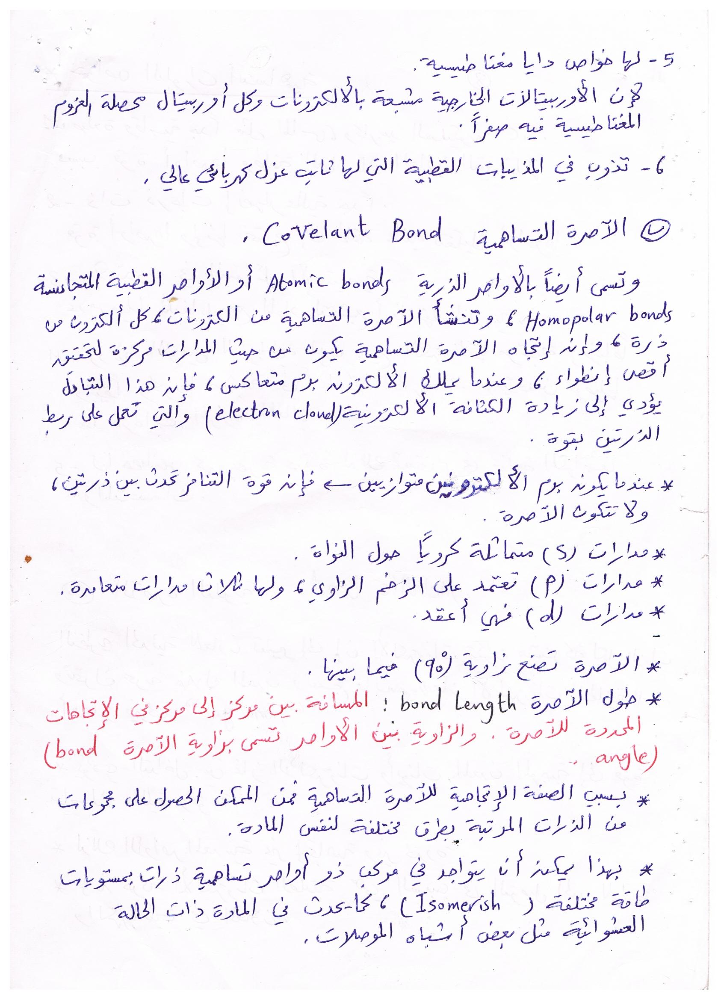 5- لها خواص دايا مغناطيسية.
لأن الأوربيتالات الخارجية مشبعة بالألكترونات وكل أوربيتال محصلة العزوم
المغناطيسية فيه صفراً.
6- تذوب في المذيبات القطبية التي لها ثابت عزل كهربائي عالي.
ب الآصرة التساهمية Covelant Bond.
وتسمى أيضاً بالأواصر الذرية Atomic bonds أو الأواصر القطبية المتجانسة
Homopolar bonds، وتنشأ الآصرة التساهمية من الكترونات، كل ألكترون من
ذرة، وإن إتجاه الآصرة التساهمية يكون من حيث المدارات مركزة لتحقيق
أقصى إنطواء، وعندما يملك الألكترون برم متعاكس، فإن هذا التبادل
يؤدي إلى زيادة الكثافة الألكترونية (electron cloud) والتي تعمل على ربط
الذرتين بقوة.
* عندما يكون برم الألكترونين متوازيين ← فإن قوة التنافر تحدث بين ذرتين،
ولا تتكون الآصرة.
* مدارات (s) متماثلة كرويًا حول النواة.
* مدارات (p) تعتمد على الزخم الزاوي، ولها ثلاث مدارات متعامدة.
* مدارات (d) فهي أعقد.
-
* الآصرة تصنع زاوية (90°) فيما بينها.
* طول الآصرة bond length: المسافة بين مركز إلى مركز في الإتجاهات
المحددة للآصرة. والزاوية بين الأواصر تسمى بزاوية الآصرة (bond
angle).
* بسبب الصفة الإتجاهية للآصرة التساهمية فمن الممكن الحصول على مجموعات
من الذرات المرتبة بطرق مختلفة لنفس المادة.
* بهذا يمكن أن يتواجد في مركب ذو أواصر تساهمية ذرات بمستويات
طاقة مختلفة (Isomerish)، كما يحدث في المادة ذات الحالة
العشوائية مثل بعض أشباه الموصلات.